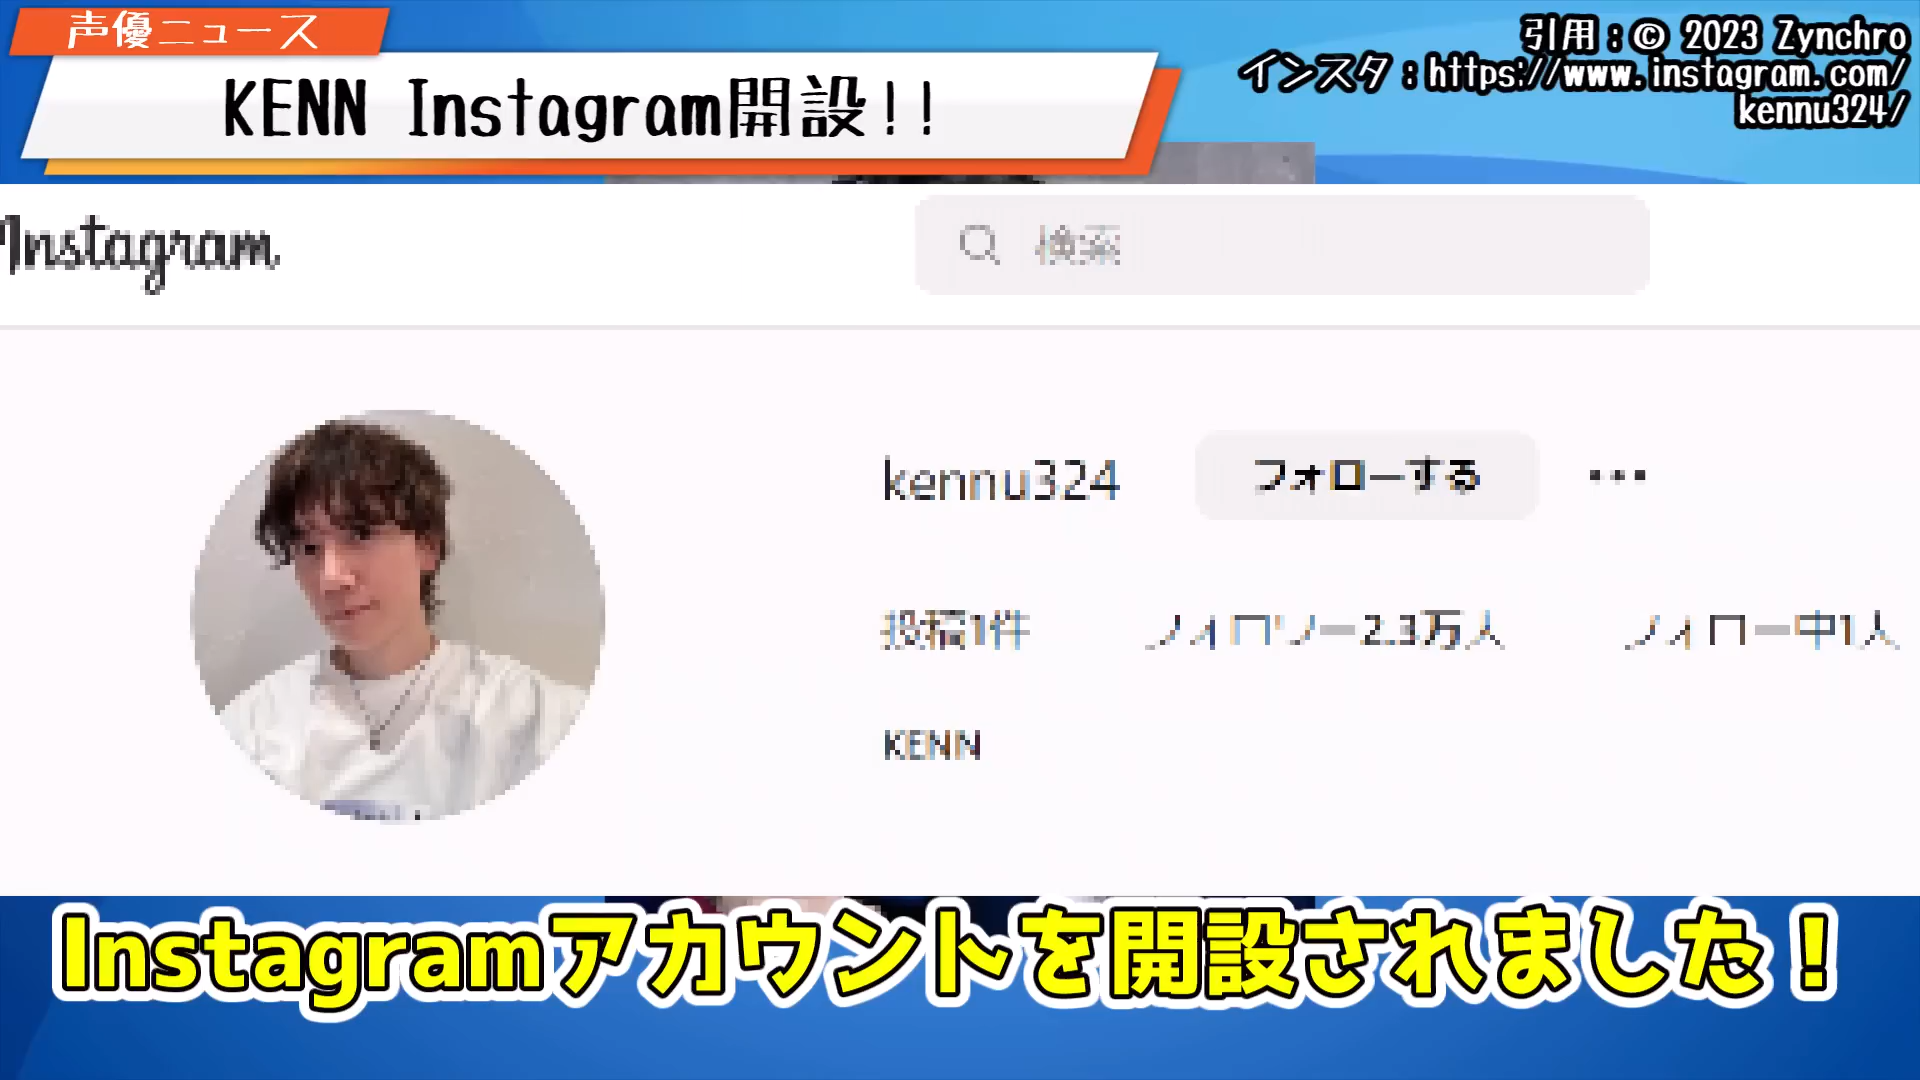 声優ニュース
KENN Instagram開設!!
引用：© 2023 Zynchro
インスタ：https://www.instagram.com/
kennu324/
Instagram
検索
kennu324
フォローする
投稿1件
フォロワー2.3万人
フォロー中1人
KENN
Instagramアカウントを開設されました！